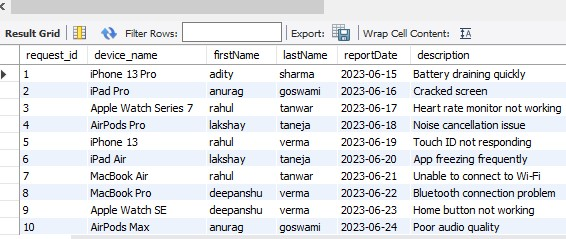 Result Grid Filter Rows: Export: Wrap Cell Content:
request_id device_name firstName lastName reportDate description
1 iPhone 13 Pro adity sharma 2023-06-15 Battery draining quickly
2 iPad Pro anurag goswami 2023-06-16 Cracked screen
3 Apple Watch Series 7 rahul tanwar 2023-06-17 Heart rate monitor not working
4 AirPods Pro lakshay taneja 2023-06-18 Noise cancellation issue
5 iPhone 13 rahul verma 2023-06-19 Touch ID not responding
6 iPad Air lakshay taneja 2023-06-20 App freezing frequently
7 MacBook Air rahul tanwar 2023-06-21 Unable to connect to Wi-Fi
8 MacBook Pro deepanshu verma 2023-06-22 Bluetooth connection problem
9 Apple Watch SE deepanshu verma 2023-06-23 Home button not working
10 AirPods Max anurag goswami 2023-06-24 Poor audio quality